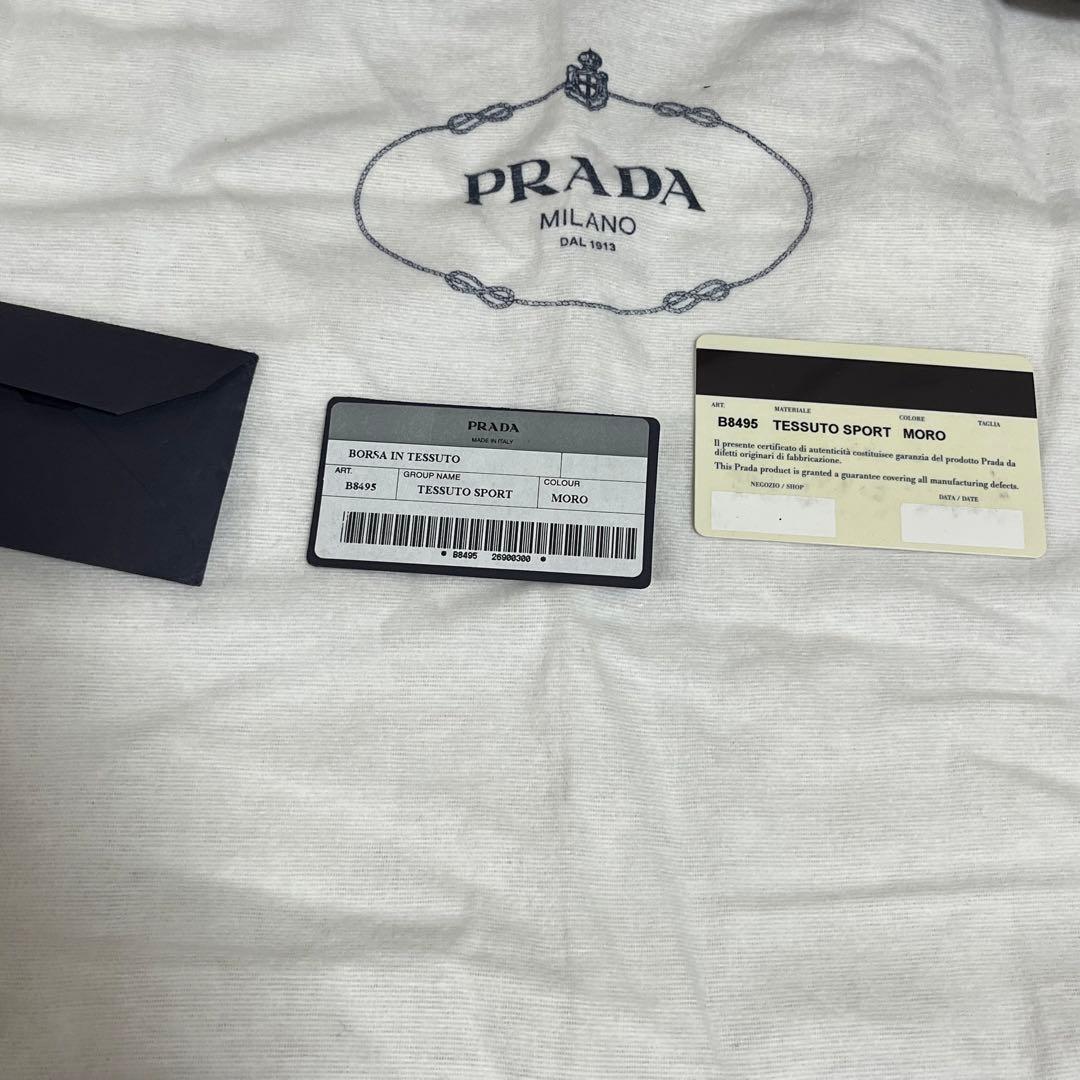 PRADA
MILANO
DAL 1913
PRADA
MADE IN ITALY
BORSA IN TESSUTO
ART. GROUP NAME COLOUR
B8495 TESSUTO SPORT MORO
• B8495 26900300 •
ART. MATERIALE COLORE TAGLIA
B8495 TESSUTO SPORT MORO
Il presente certificato di autenticità costituisce garanzia del prodotto Prada da
difetti originari di fabbricazione.
This Prada product is granted a guarantee covering all manufacturing defects.
NEGOZIO / SHOP DATA / DATE